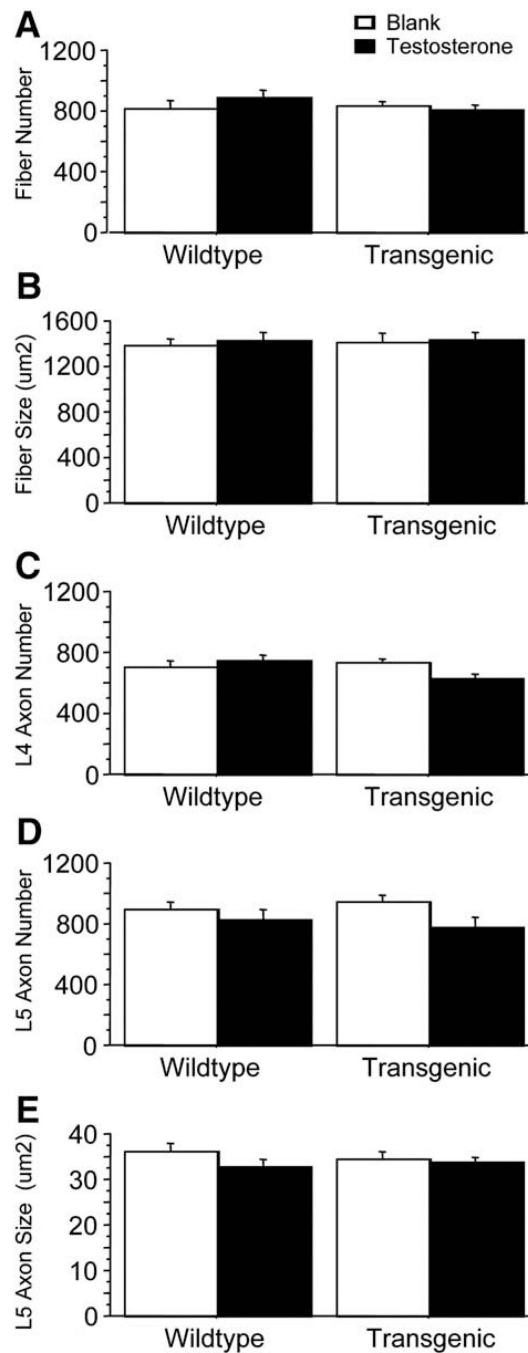 A
Blank
Testosterone
Fiber Number
1200
800
400
0
Wildtype Transgenic
B
Fiber Size (um2)
1600
1200
800
400
0
Wildtype Transgenic
C
L4 Axon Number
1200
800
400
0
Wildtype Transgenic
D
L5 Axon Number
1200
800
400
0
Wildtype Transgenic
E
L5 Axon Size (um2)
40
30
20
10
0
Wildtype Transgenic